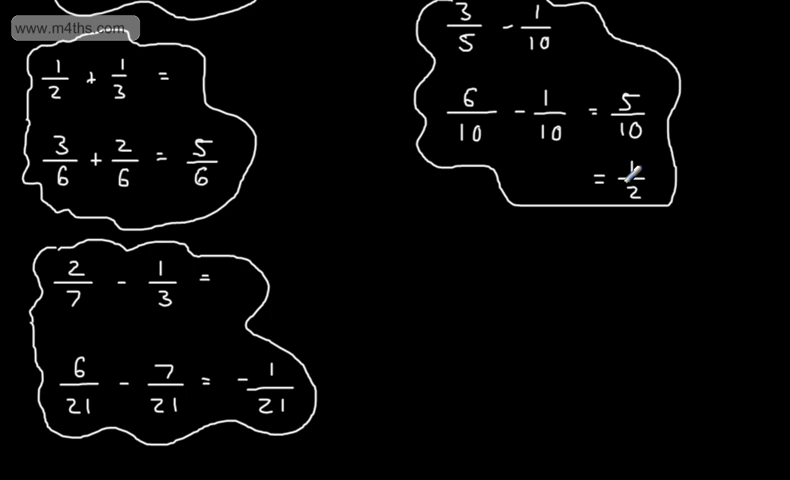 www.m4ths.com
1/2 + 1/3 =
3/6 + 2/6 = 5/6
2/7 - 1/3 =
6/21 - 7/21 = -1/21
3/5 - 1/10
6/10 - 1/10 = 5/10
= 1/2